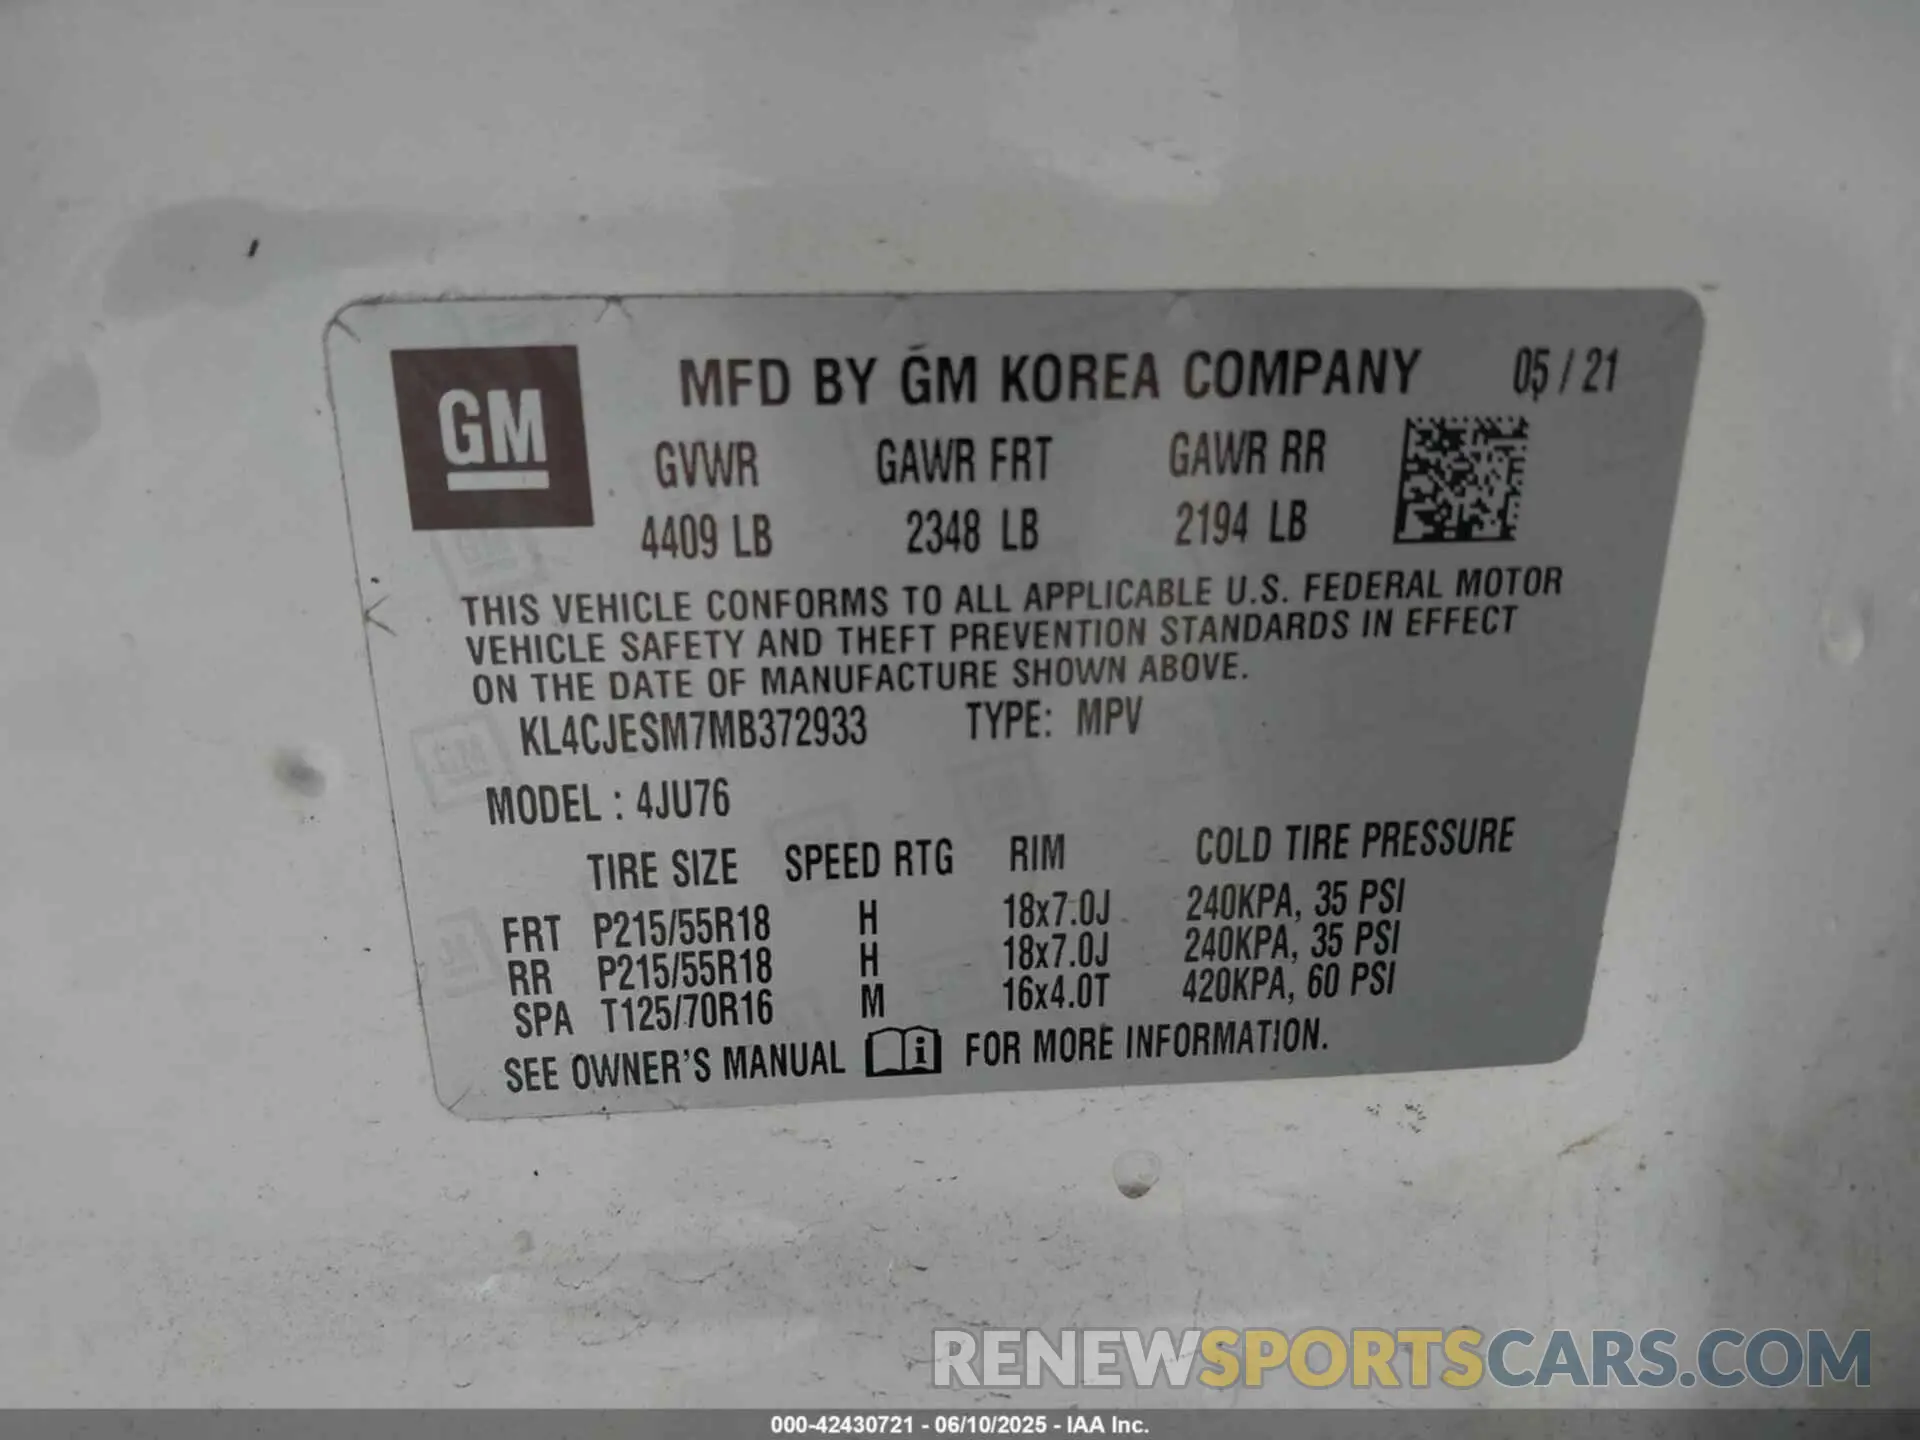 GM
MFD BY GM KOREA COMPANY 05 / 21
GVWR GAWR FRT GAWR RR
4409 LB 2348 LB 2194 LB
THIS VEHICLE CONFORMS TO ALL APPLICABLE U.S. FEDERAL MOTOR
VEHICLE SAFETY AND THEFT PREVENTION STANDARDS IN EFFECT
ON THE DATE OF MANUFACTURE SHOWN ABOVE.
KL4CJESM7MB372933 TYPE: MPV
MODEL : 4JU76
TIRE SIZE SPEED RTG RIM COLD TIRE PRESSURE
FRT P215/55R18 H 18x7.0J 240KPA, 35 PSI
RR P215/55R18 H 18x7.0J 240KPA, 35 PSI
SPA T125/70R16 M 16x4.0T 420KPA, 60 PSI
SEE OWNER'S MANUAL i FOR MORE INFORMATION.
RENEWSPORTSCARS.COM
000-42430721 - 06/10/2025 - IAA Inc.